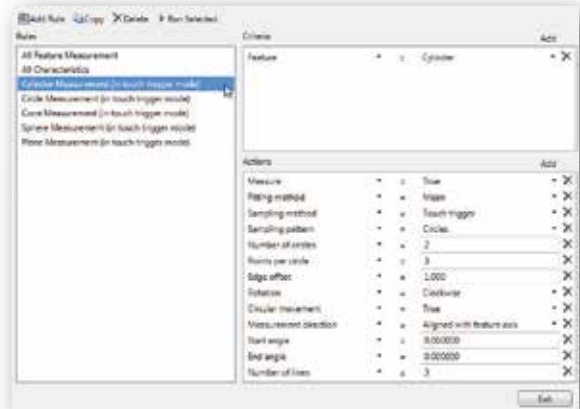 Add Rule Copy Delete Run Selected
Rules
All Feature Measurement
All Characteristics
Cylinder Measurement (in touch trigger mode)
Circle Measurement (in touch trigger mode)
Cone Measurement (in touch trigger mode)
Sphere Measurement (in touch trigger mode)
Plane Measurement (in touch trigger mode)
Criteria Add
Feature = Cylinder
Actions Add
Measure = True
Fitting method = Mean
Sampling method = Touch trigger
Sampling pattern = Circles
Number of circles = 2
Points per circle = 3
Edge offset = 1.000
Rotation = Clockwise
Circular movement = True
Measurement direction = Aligned with feature axis
Start angle = 0.000000
End angle = 0.000000
Number of lines = 3
Exit